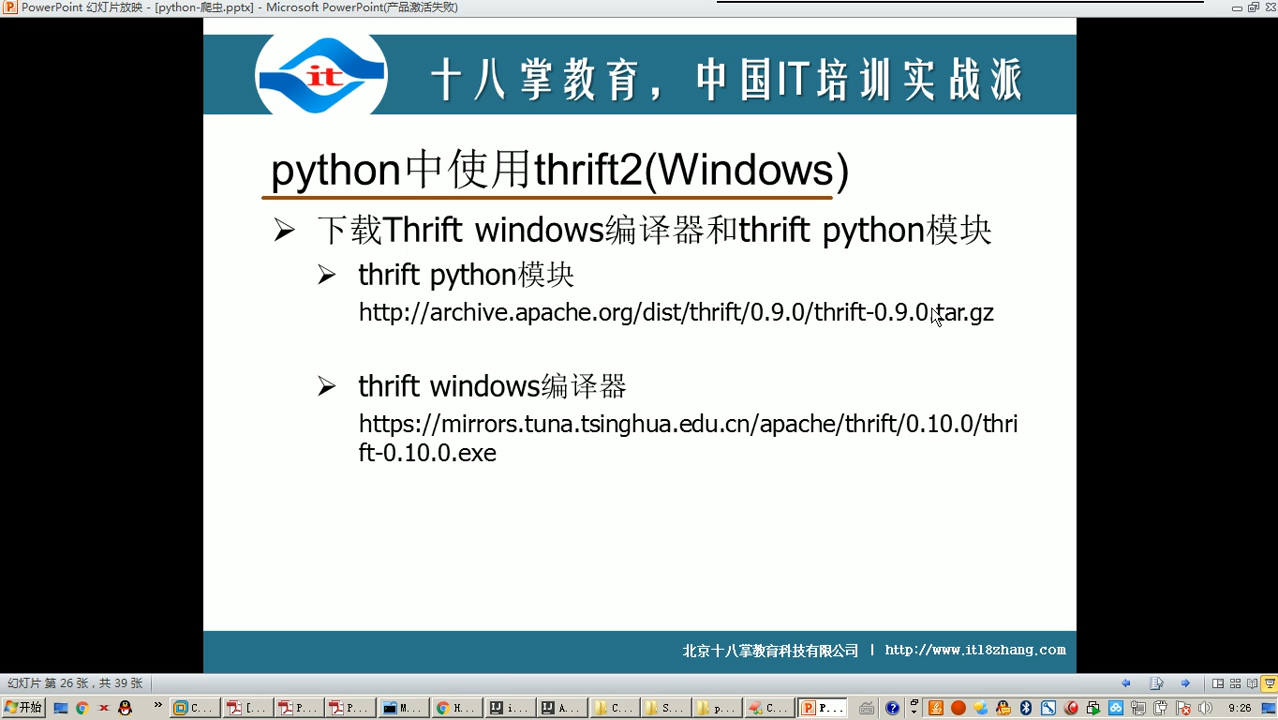 PowerPoint 幻灯片放映 - [python-爬虫.pptx] - Microsoft PowerPoint(产品激活失败)
it
十八掌教育，中国IT培训实战派
python中使用thrift2(Windows)
下载Thrift windows编译器和thrift python模块
thrift python模块
http://archive.apache.org/dist/thrift/0.9.0/thrift-0.9.0.tar.gz
thrift windows编译器
https://mirrors.tuna.tsinghua.edu.cn/apache/thrift/0.10.0/thri
ft-0.10.0.exe
北京十八掌教育科技有限公司 | http://www.it18zhang.com
幻灯片 第 26 张，共 39 张
开始 C... [... P... P... M... H... i... A... C... S... p... C... P... 9:26